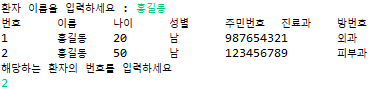 환자 이름을 입력하세요 : 홍길동
번호 이름 나이 성별 주민번호 진료과 방번호
1 홍길동 20 남 987654321 외과
2 홍길동 50 남 123456789 피부과
해당하는 환자의 번호를 입력하세요
2